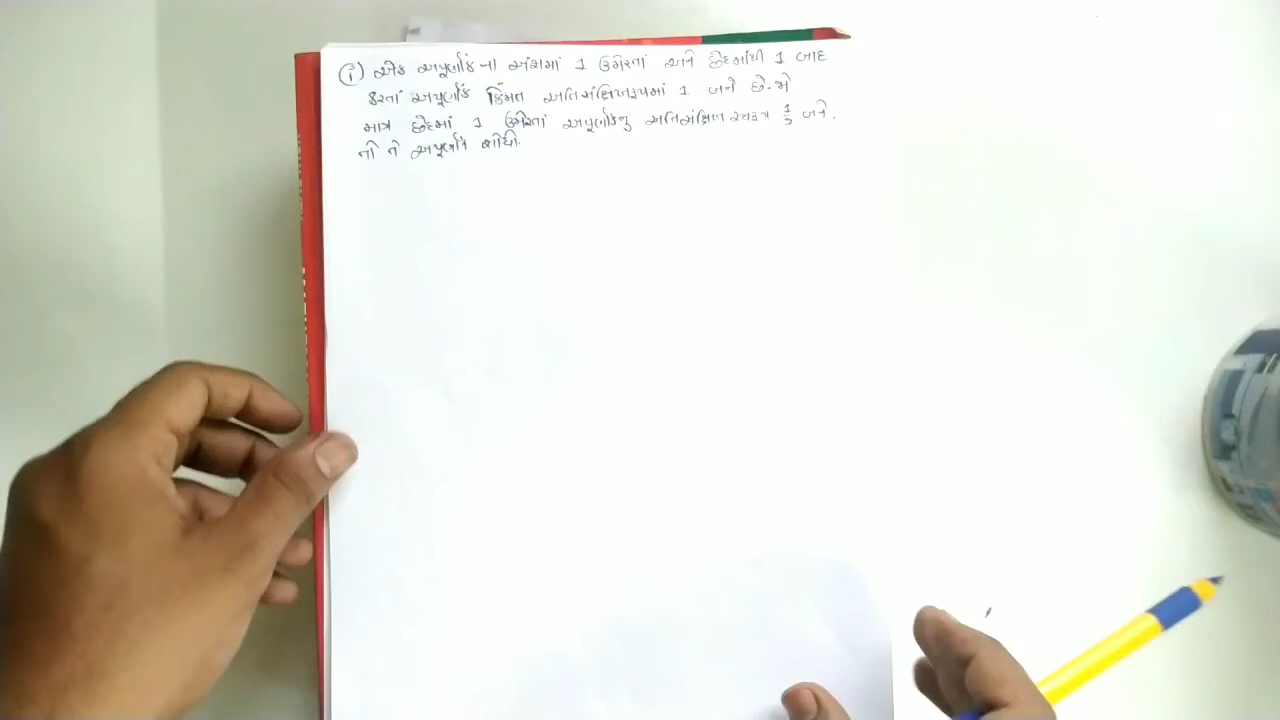 (i) એક અપૂર્ણાંકના અંશમાં 1 ઉમેરતાં અને છેદમાંથી 1 બાદ
કરતાં અપૂર્ણાંક કિંમત અતિસંક્ષિપ્તરૂપમાં 1 બને છે. જો
માત્ર છેદમાં 1 ઉમેરતાં અપૂર્ણાંકનુ અતિસંક્ષિપ્ત સ્વરૂપ 1/2 બને.
તો તે અપૂર્ણાંક શોધો.